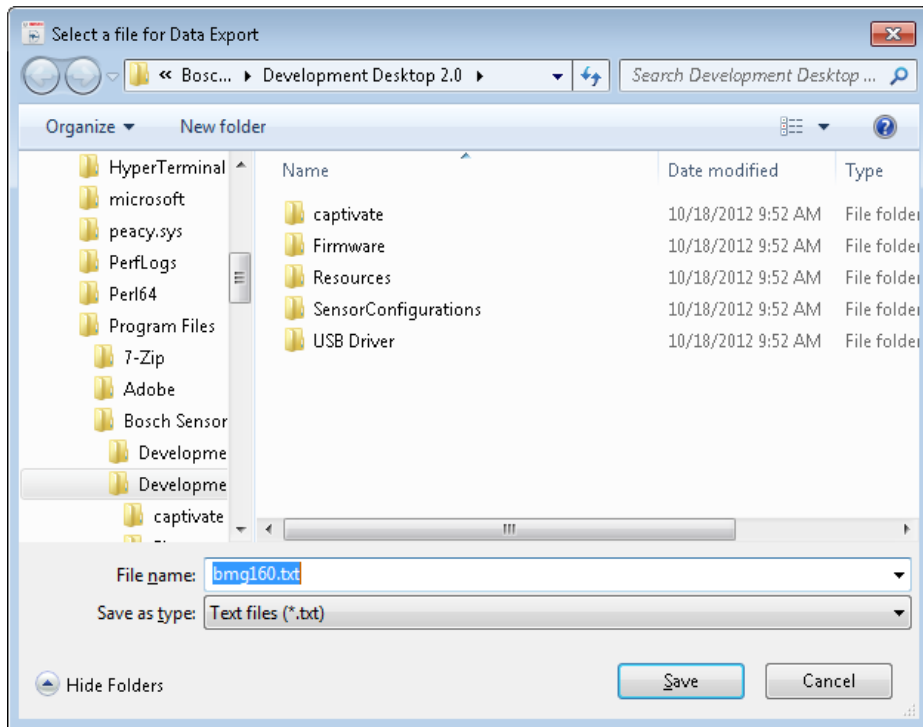 Select a file for Data Export
« Bosc... Development Desktop 2.0
Search Development Desktop ...
Organize New folder
HyperTerminal
microsoft
peacy.sys
PerfLogs
Perl64
Program Files
7-Zip
Adobe
Bosch Sensor
Developme
Developme
captivate
Name Date modified Type
captivate 10/18/2012 9:52 AM File folder
Firmware 10/18/2012 9:52 AM File folder
Resources 10/18/2012 9:52 AM File folder
SensorConfigurations 10/18/2012 9:52 AM File folder
USB Driver 10/18/2012 9:52 AM File folder
File name: bmg160.txt
Save as type: Text files (*.txt)
Hide Folders Save Cancel